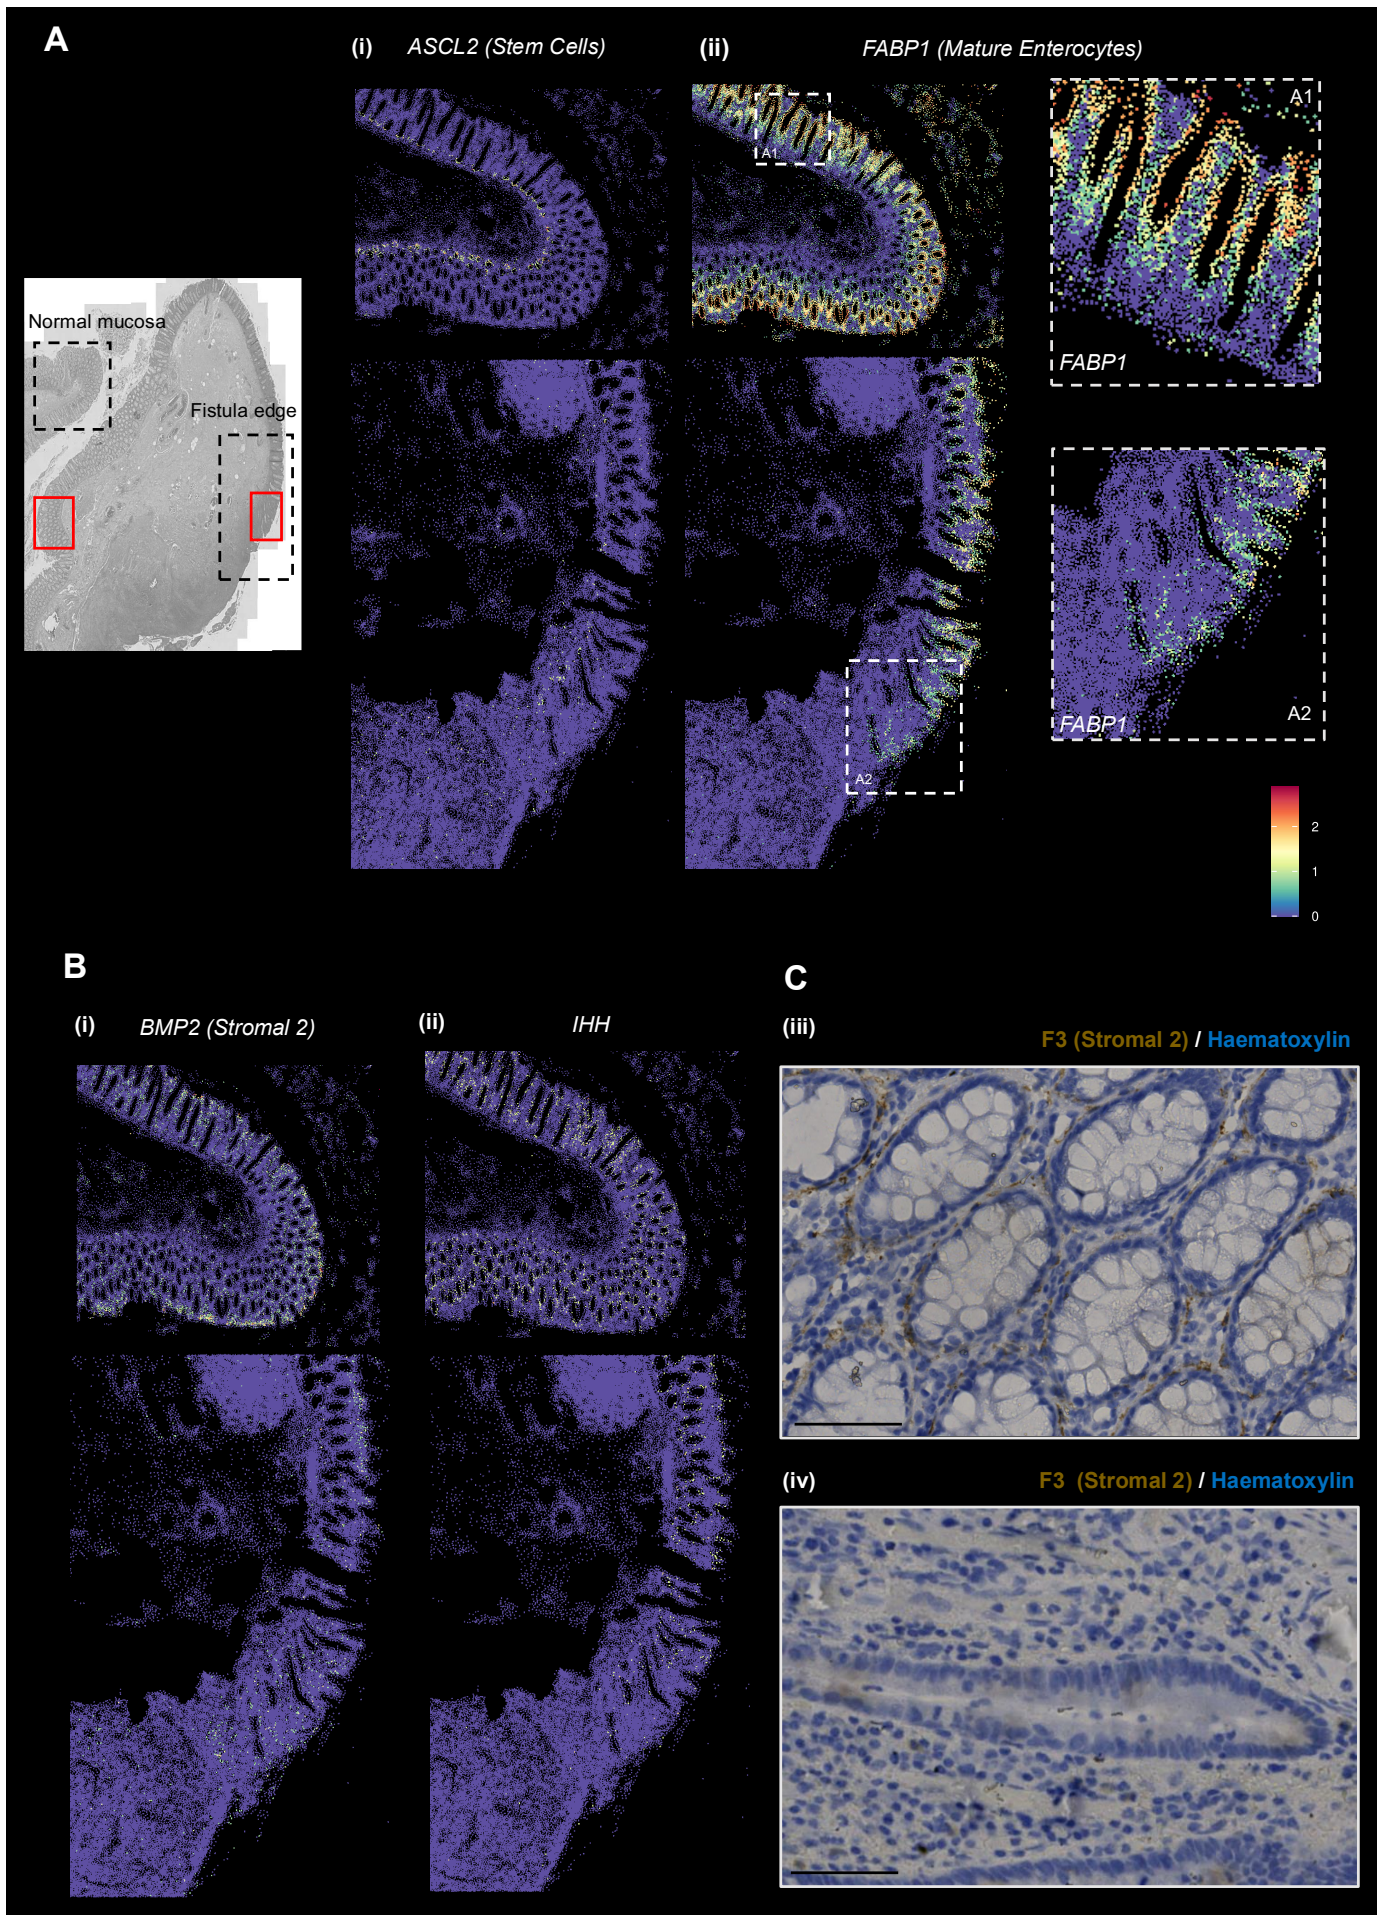 A
(i) ASCL2 (Stem Cells)
(ii) FABP1 (Mature Enterocytes)
A1
A1
FABP1
Normal mucosa
Fistula edge
A2
FABP1
A2
2
1
0
B
(i) BMP2 (Stromal 2)
(ii) IHH
C
(iii)
F3 (Stromal 2) / Haematoxylin
(iv)
F3 (Stromal 2) / Haematoxylin